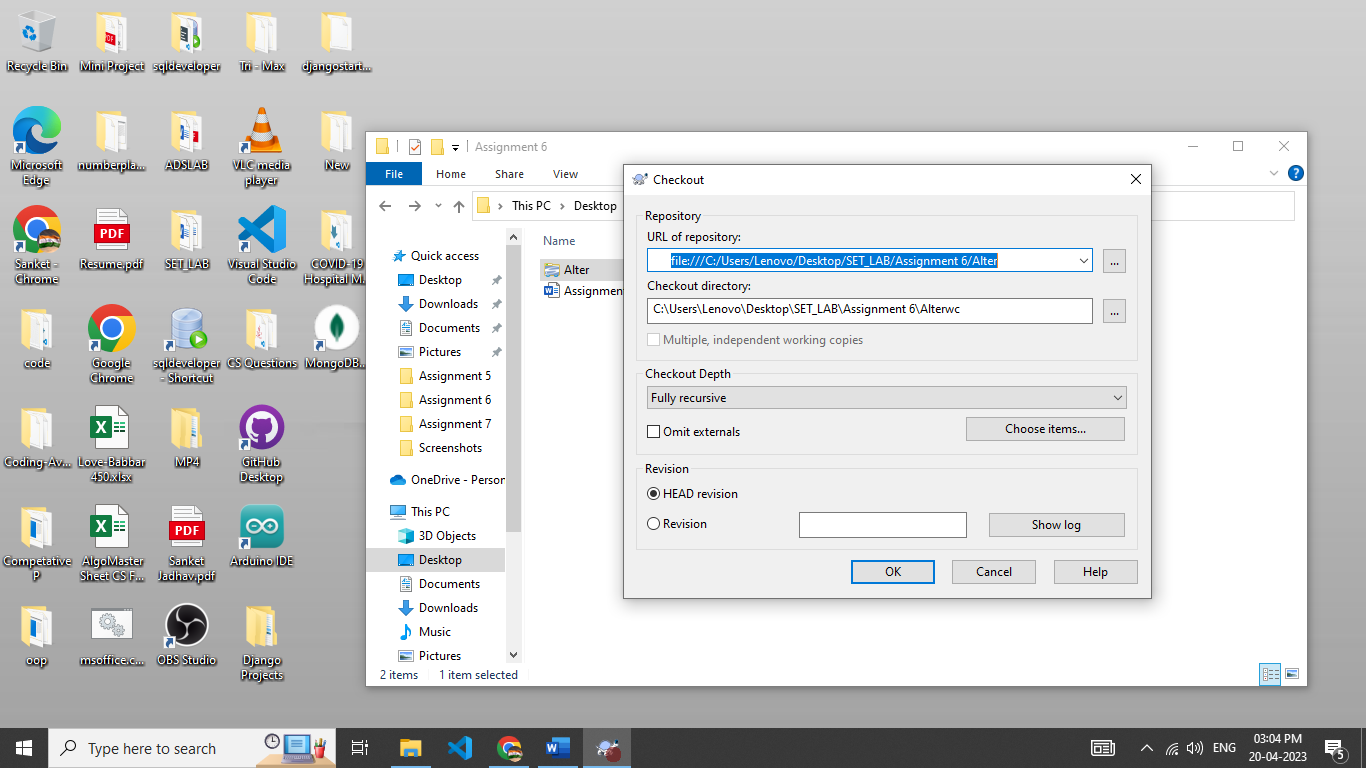 Recycle Bin
Mini Project
sqldeveloper
Tri - Max
djangostart...
Microsoft Edge
numberpla...
ADSLAB
VLC media player
New
Sanket - Chrome
Resume.pdf
SET_LAB
Visual Studio Code
COVID-19 Hospital M...
code
Google Chrome
sqldeveloper - Shortcut
CS Questions
MongoDB...
Coding-Av...
Love-Babbar 450.xlsx
MP4
GitHub Desktop
Competative P
AlgoMaster Sheet CS F...
Sanket Jadhav.pdf
Arduino IDE
oop
msoffice.c...
OBS Studio
Django Projects
Assignment 6
File
Home
Share
View
This PC
Desktop
Quick access
Desktop
Downloads
Documents
Pictures
Assignment 5
Assignment 6
Assignment 7
Screenshots
OneDrive - Person
This PC
3D Objects
Desktop
Documents
Downloads
Music
Pictures
Name
Alter
Assignment
2 items
1 item selected
Checkout
Repository
URL of repository:
file:///C:/Users/Lenovo/Desktop/SET_LAB/Assignment 6/Alter
...
Checkout directory:
C:\Users\Lenovo\Desktop\SET_LAB\Assignment 6\Alterwc
...
Multiple, independent working copies
Checkout Depth
Fully recursive
Omit externals
Choose items...
Revision
HEAD revision
Revision
Show log
OK
Cancel
Help
Type here to search
ENG
03:04 PM
20-04-2023
5